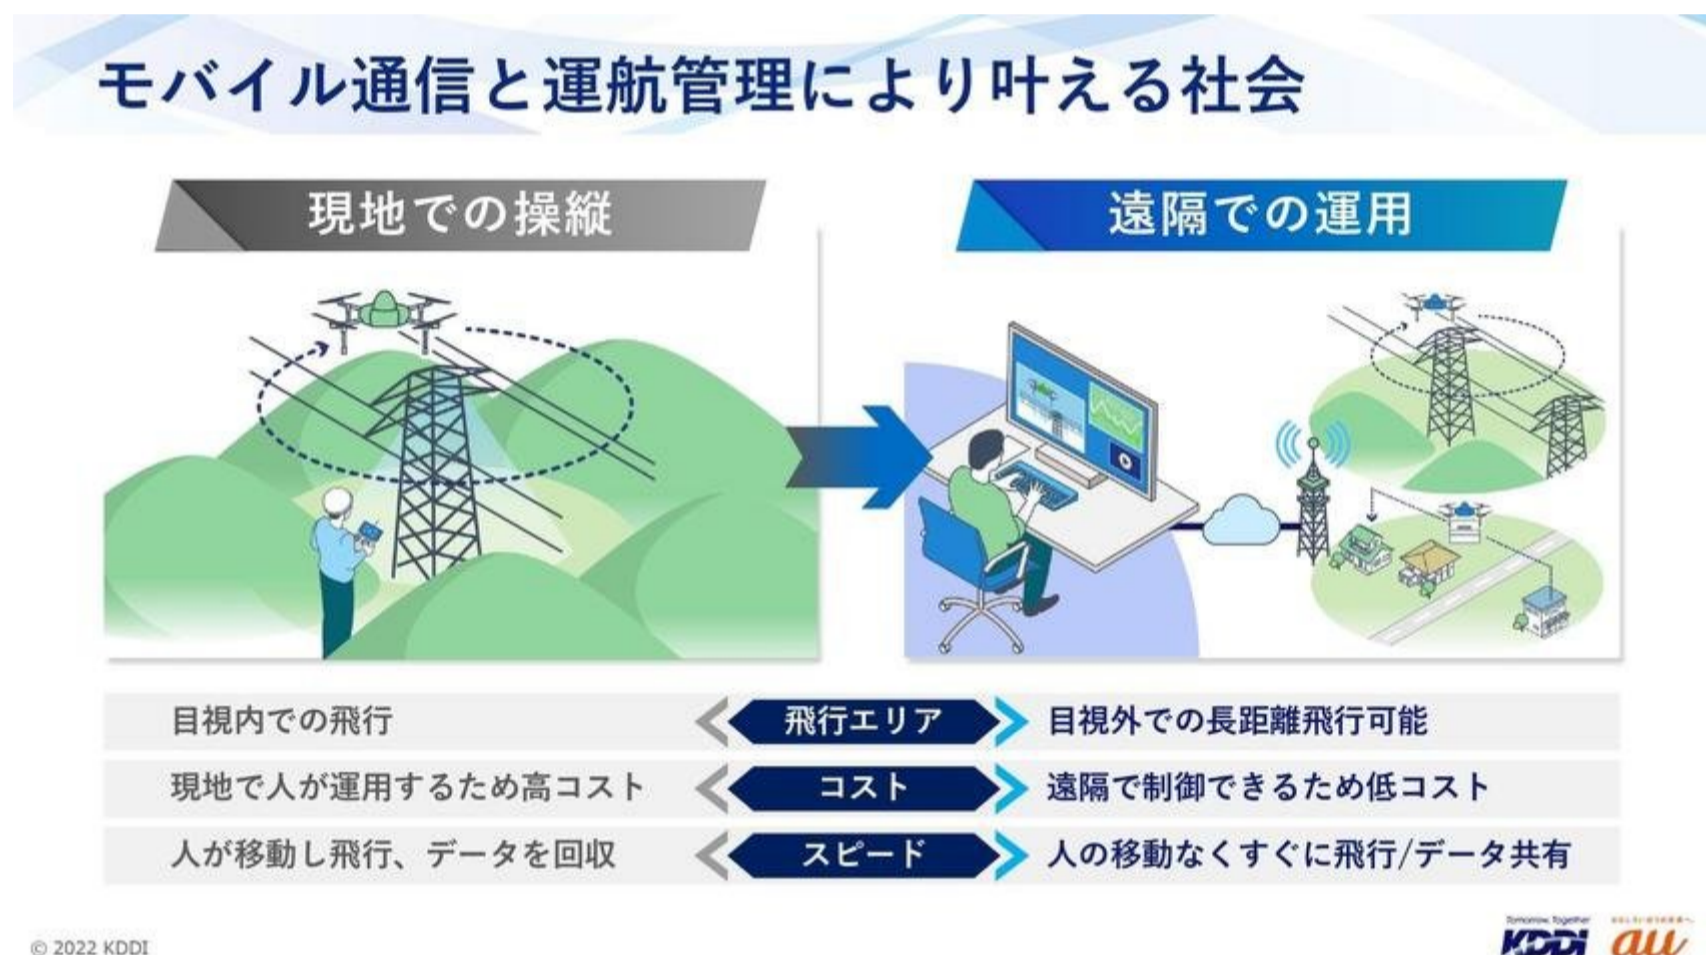 モバイル通信と運航管理により叶える社会
現地での操縦
遠隔での運用
目視内での飛行
飛行エリア
目視外での長距離飛行可能
現地で人が運用するため高コスト
コスト
遠隔で制御できるため低コスト
人が移動し飛行、データを回収
スピード
人の移動なくすぐに飛行/データ共有
© 2022 KDDI
Tomorrow, Together
KDDI
au